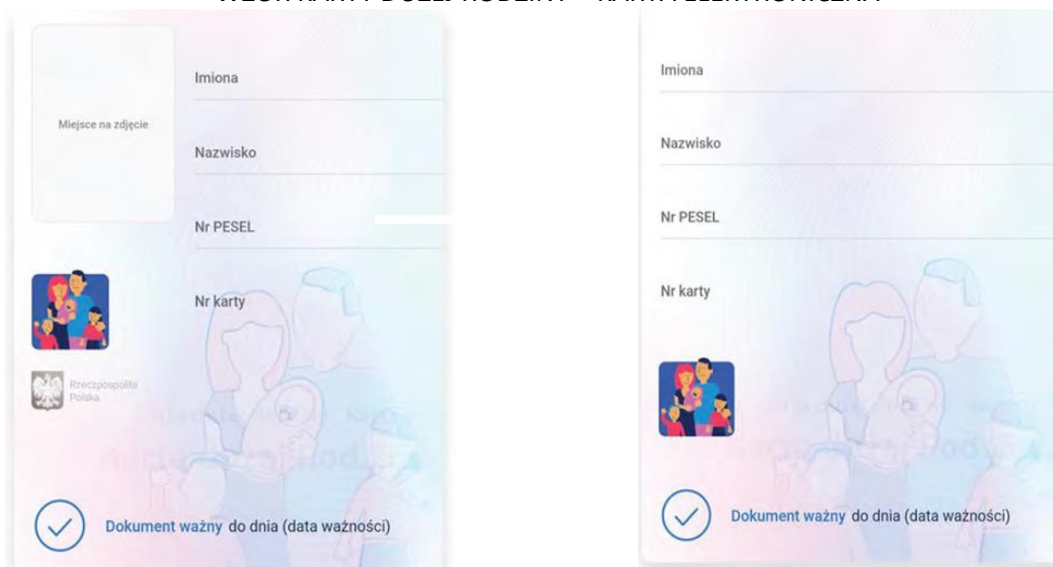 Imiona
Miejsce na zdjęcie
Nazwisko
Nr PESEL
Nr karty
Rzeczpospolita
Polska
Dokument ważny do dnia (data ważności)
Imiona
Nazwisko
Nr PESEL
Nr karty
Dokument ważny do dnia (data ważności)